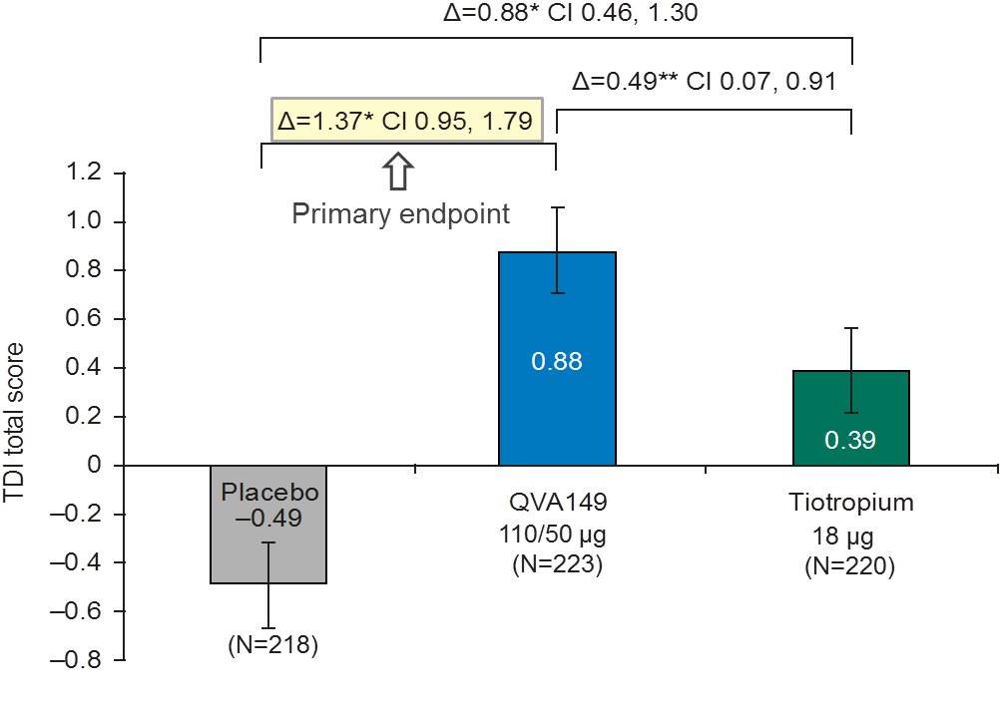 Δ=0.88* CI 0.46, 1.30
Δ=0.49** CI 0.07, 0.91
Δ=1.37* CI 0.95, 1.79
Primary endpoint
TDI total score
1.2
1.0
0.8
0.6
0.4
0.2
0
–0.2
–0.4
–0.6
–0.8
Placebo
–0.49
(N=218)
0.88
QVA149
110/50 µg
(N=223)
0.39
Tiotropium
18 µg
(N=220)